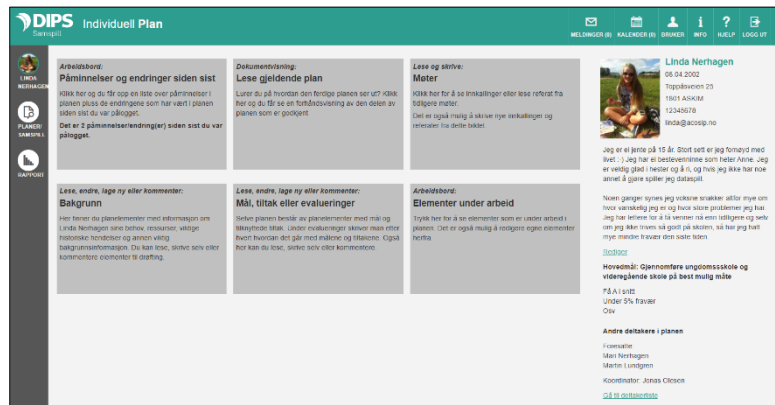 DIPS
Samspill
Individuell Plan
MELDINGER (0)
KALENDER (0)
BRUKER
INFO
HJELP
LOGG UT
LINDA
NERHAGEN
PLANER/
SAMSPILL
RAPPORT
Arbeidsbord:
Påminnelser og endringer siden sist
Klikk her og du får opp en liste over påminnelser i
planen pluss de endringene som har vært i planen
siden sist du var pålogget.
Det er 2 påminnelse/endring(er) siden sist du var
pålogget.
Dokumentvisning:
Lese gjeldende plan
Lurer du på hvordan den ferdige planen ser ut? Klikk
her og du får se en forhåndsvisning av den delen av
planen som er godkjent
Lese og skrive:
Møter
Klikk her for å se innkallinger eller lese referat fra
tidligere møter.
Det er også mulig å skrive nye innkallinger og
referater fra dette bildet.
Lese, endre, lage ny eller kommenter:
Bakgrunn
Her finner du planelementer med informasjon om
Linda Nerhagen sine behov, ressurser, viktige
historiske hendelser og annen viktig
bakgrunnsinformasjon. Du kan lese, skrive selv eller
kommentere elementer til drøfting.
Lese, endre, lage ny eller kommenter:
Mål, tiltak eller evalueringer
Selve planen består av planelementer med mål og
tilknyttede tiltak. Under evalueringer skriver man etter
hvert hvordan det går med målene og tiltakene. Også
her kan du lese, skrive selv eller kommentere.
Arbeidsbord:
Elementer under arbeid
Trykk her for å se elementer som er under arbeid i
planen. Det er også mulig å redigere egne elementer
herfra.
Linda Nerhagen
06.04.2002
Toppåsveien 25
1801 ASKIM
12345678
linda@acosip.no
Jeg er ei jente på 15 år. Stort sett er jeg fornøyd med
livet :-) Jeg har ei bestevenninne som heter Anne. Jeg
er veldig glad i hester og å ri, og hvis jeg ikke har noe
annet å gjøre spiller jeg dataspill.
Noen ganger synes jeg voksne snakker altfor mye om
hvor vanskelig jeg er og hvor store problemer jeg har.
Jeg har lettere for å få venner nå enn tidligere og selv
om jeg ikke trives så godt på skolen, så har jeg hatt
mye mindre fravær den siste tiden.
Rediger
Hovedmål: Gjennomføre ungdomsskole og
videregående skole på best mulig måte
Få A i snitt
Under 5% fravær
Osv
Andre deltakere i planen
Foresatte:
Mari Nerhagen
Martin Lundgren
Koordinator: Jonas Clesen
Gå til deltakerliste